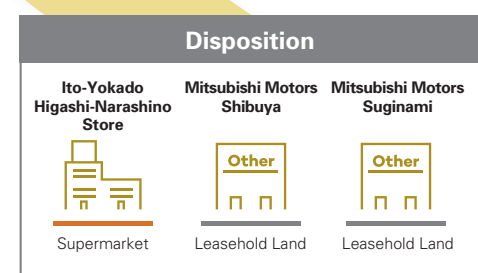 Disposition
Ito-Yokado
Higashi-Narashino
Store
Mitsubishi Motors
Shibuya
Mitsubishi Motors
Suginami
Other
Other
Supermarket
Leasehold Land
Leasehold Land